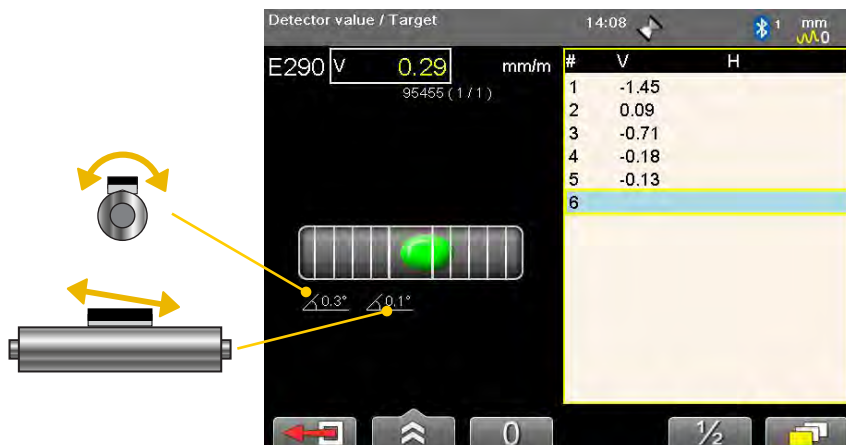 Detector value / Target 14:08 1 mm
0
E290 V 0.29 mm/m
95455 ( 1 / 1 )
# V H
1 -1.45
2 0.09
3 -0.71
4 -0.18
5 -0.13
6
0.3° 0.1°
0 ½